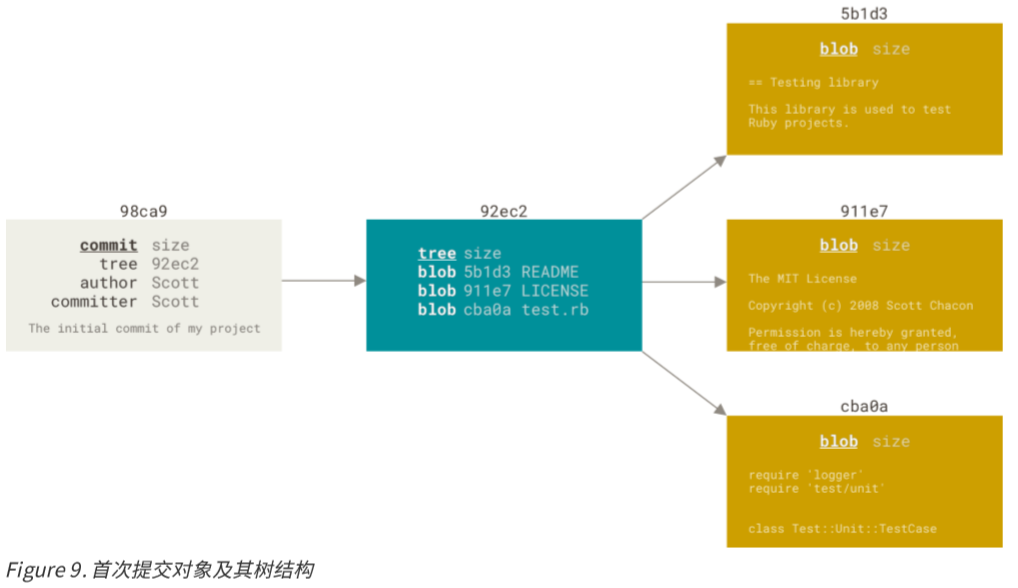 98ca9
commit size
tree 92ec2
author Scott
committer Scott
The initial commit of my project
92ec2
tree size
blob 5b1d3 README
blob 911e7 LICENSE
blob cba0a test.rb
5b1d3
blob size
== Testing library
This library is used to test
Ruby projects.
911e7
blob size
The MIT License
Copyright (c) 2008 Scott Chacon
Permission is hereby granted,
free of charge, to any person
cba0a
blob size
require 'logger'
require 'test/unit'
class Test::Unit::TestCase
Figure 9. 首次提交对象及其树结构